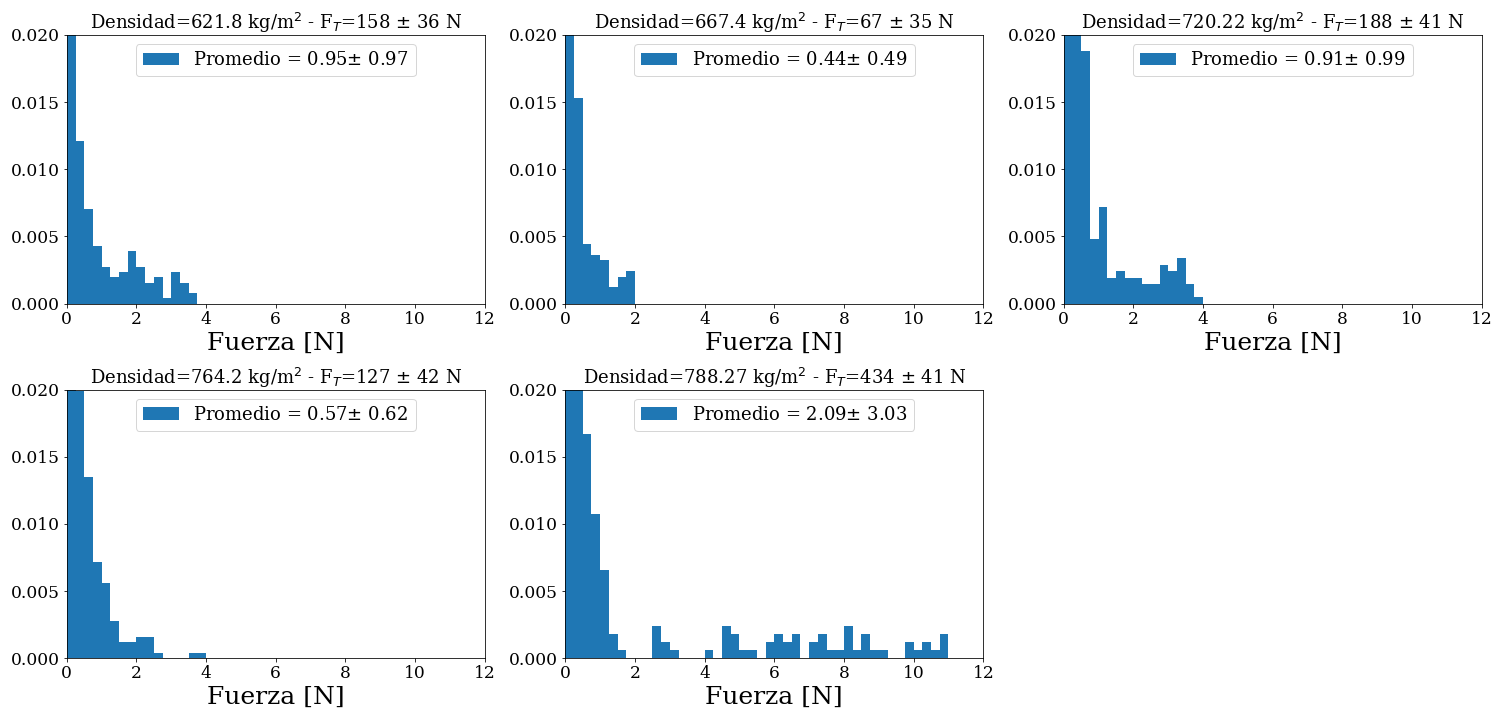 Densidad=621.8 kg/m² - F_T=158 ± 36 N
Promedio = 0.95± 0.97
0.020
0.015
0.010
0.005
0.000
0 2 4 6 8 10 12
Fuerza [N]
Densidad=667.4 kg/m² - F_T=67 ± 35 N
Promedio = 0.44± 0.49
0.020
0.015
0.010
0.005
0.000
0 2 4 6 8 10 12
Fuerza [N]
Densidad=720.22 kg/m² - F_T=188 ± 41 N
Promedio = 0.91± 0.99
0.020
0.015
0.010
0.005
0.000
0 2 4 6 8 10 12
Fuerza [N]
Densidad=764.2 kg/m² - F_T=127 ± 42 N
Promedio = 0.57± 0.62
0.020
0.015
0.010
0.005
0.000
0 2 4 6 8 10 12
Fuerza [N]
Densidad=788.27 kg/m² - F_T=434 ± 41 N
Promedio = 2.09± 3.03
0.020
0.015
0.010
0.005
0.000
0 2 4 6 8 10 12
Fuerza [N]